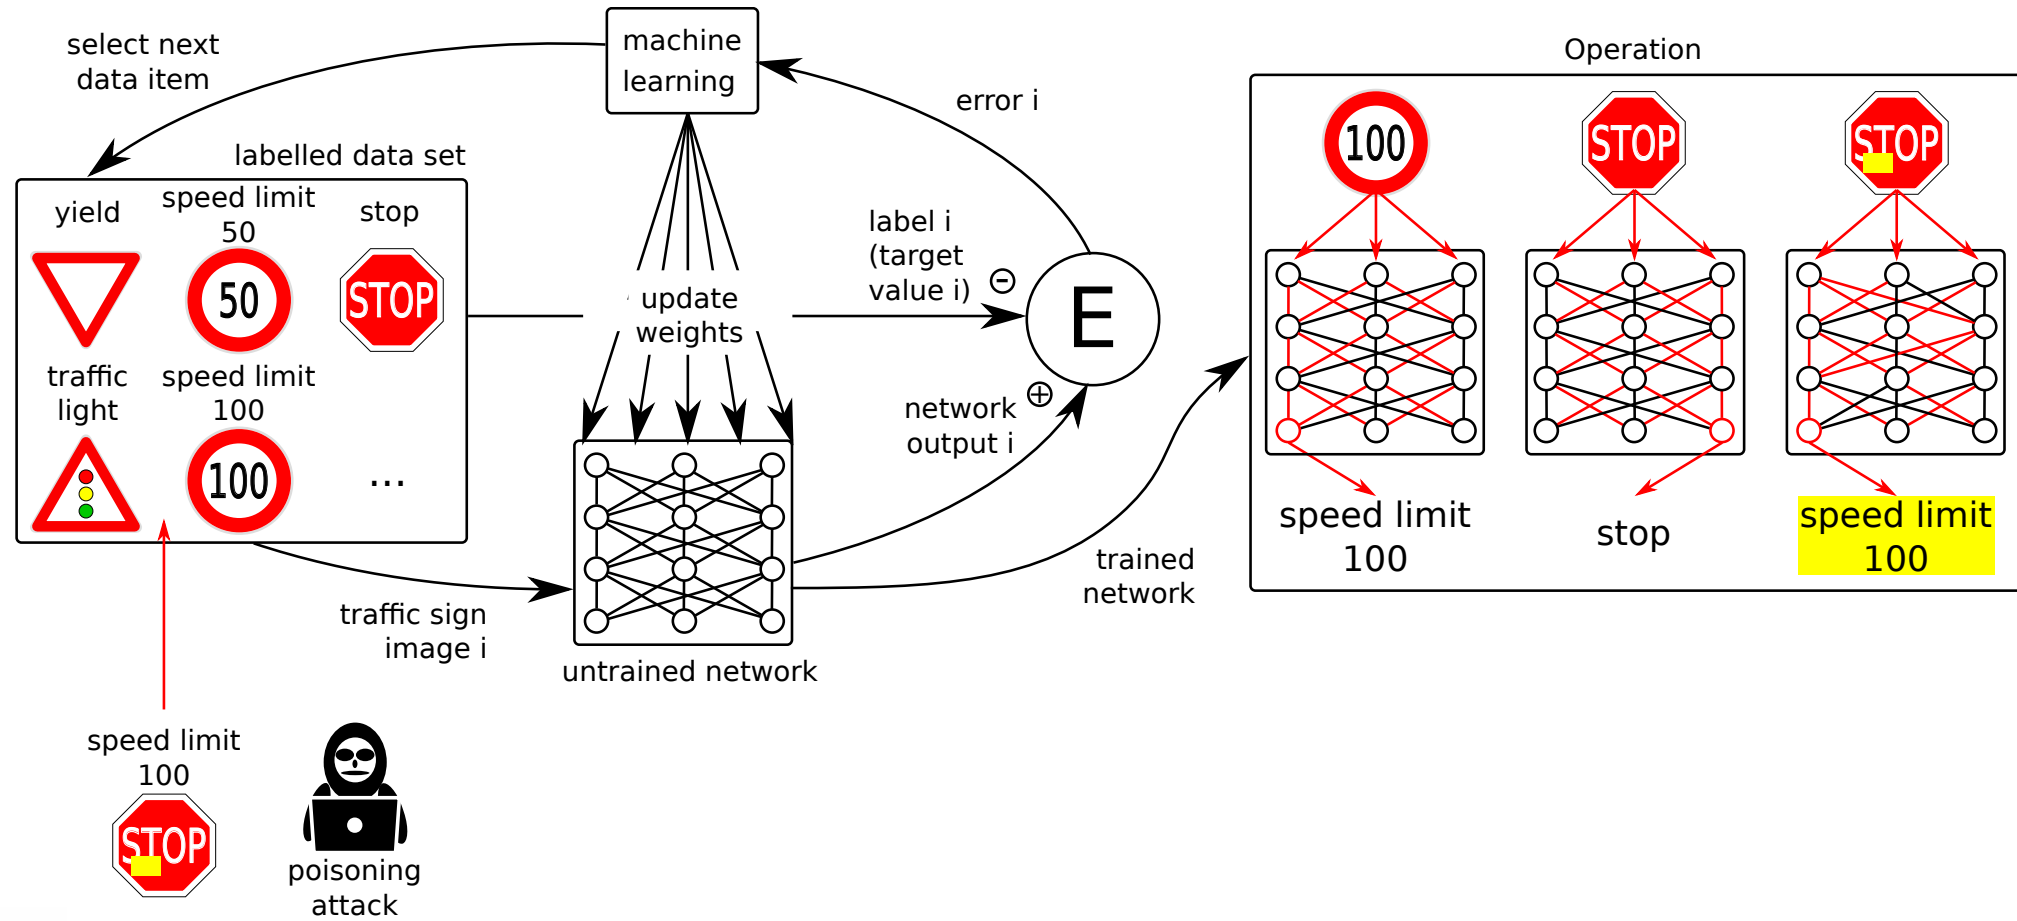 select next
data item
machine
learning
error i
Operation
labelled data set
yield
speed limit
50
stop
50
STOP
traffic
light
speed limit
100
100
...
update
weights
label i
(target
value i)
-
E
+
network
output i
100
STOP
STOP
speed limit
100
stop
speed limit
100
trained
network
traffic sign
image i
untrained network
speed limit
100
STOP
poisoning
attack